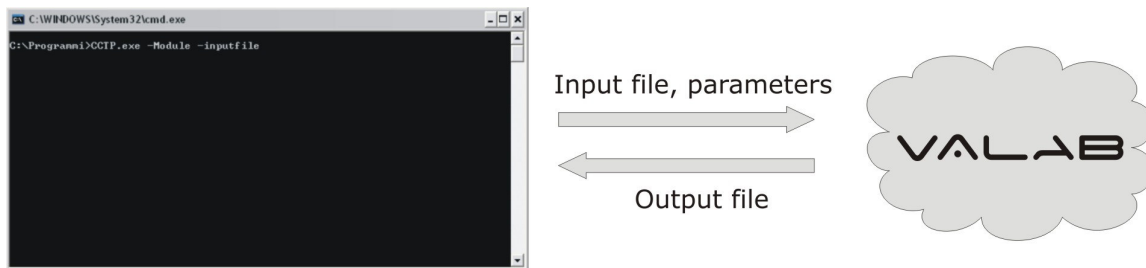 C:\WINDOWS\System32\cmd.exe
C:\Programmi>CCTP.exe -Module -inputfile
Input file, parameters
Output file
VALAB